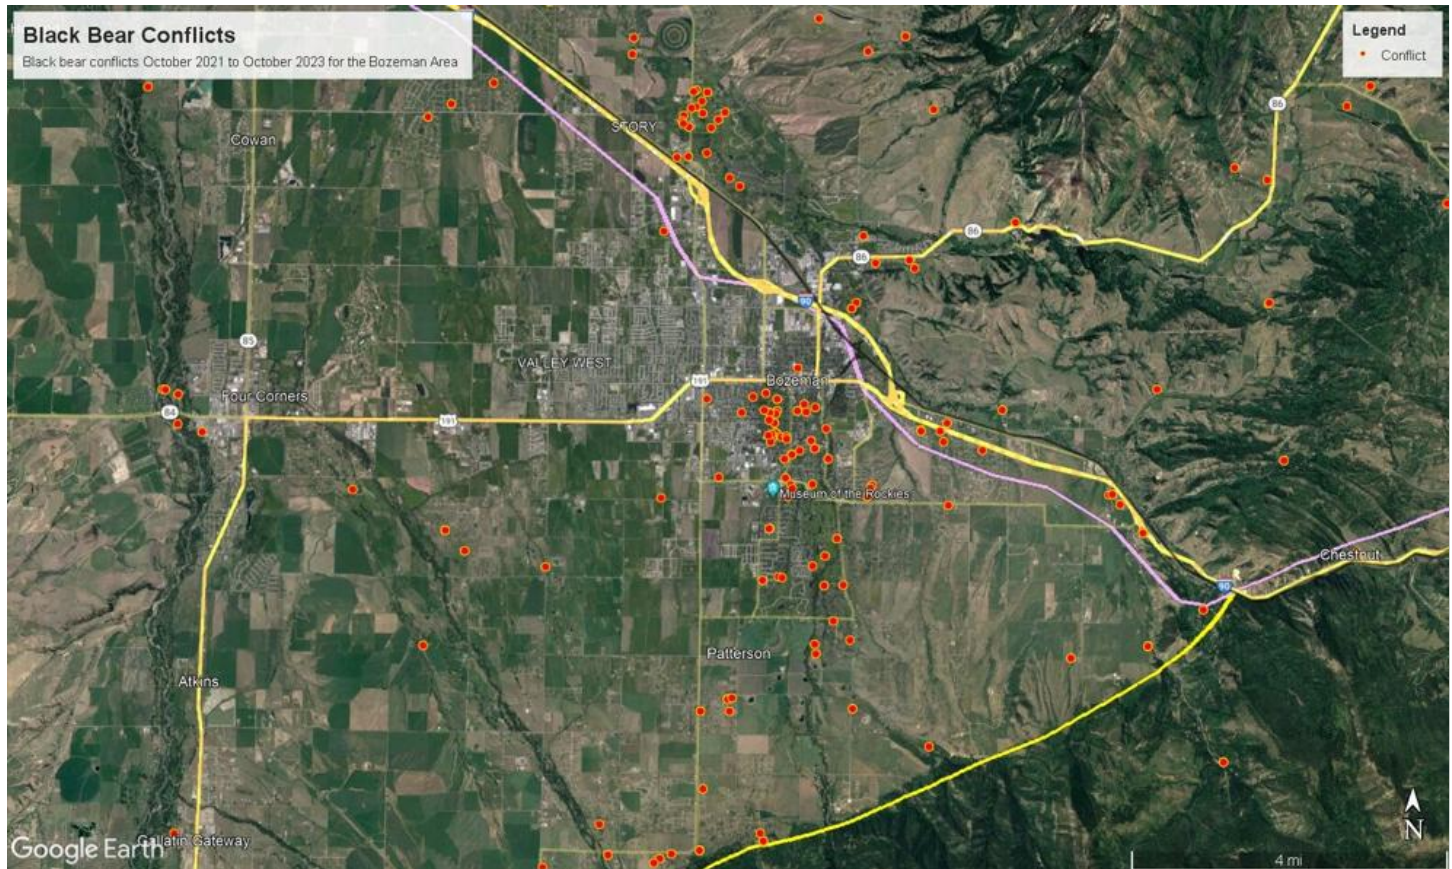 Black Bear Conflicts
Black bear conflicts October 2021 to October 2023 for the Bozeman Area
Legend
Conflict
86
STORY
Cowan
86
86
90
85
VALLEY WEST
191
Bozeman
Four Corners
84
191
Museum of the Rockies
Chestnut
90
Patterson
Atkins
Gallatin Gateway
Google Earth
N
4 mi